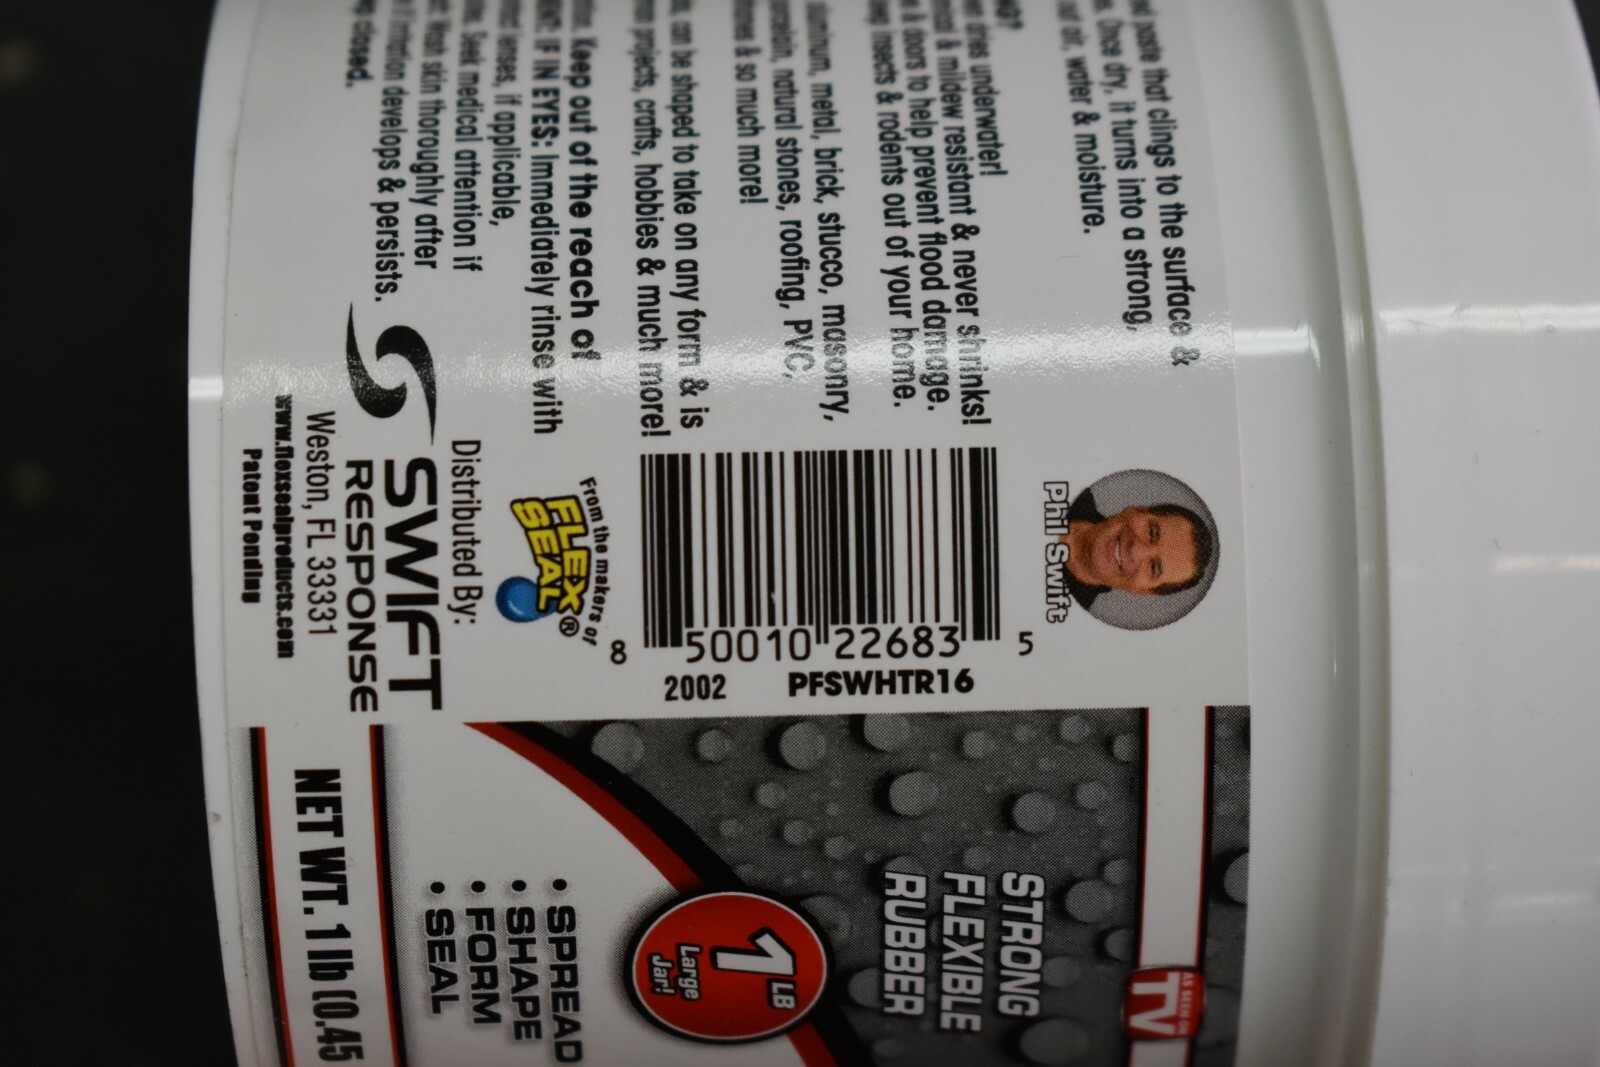 paste that clings to the surface &
Once dry, it turns into a strong,
out air, water & moisture.
dries underwater!
& mildew resistant & never shrinks!
& doors to help prevent flood damage.
insects & rodents out of your home.
aluminum, metal, brick, stucco, masonry,
natural stones, roofing, PVC,
& so much more!
can be shaped to take on any form & is
projects, crafts, hobbies & much more!
Keep out of the reach of
IF IN EYES: Immediately rinse with
lenses, if applicable,
Seek medical attention if
Wash skin thoroughly after
if irritation develops & persists.
closed.
Phil Swift
8 50010 22683 5
2002 PFSWHTR16
From the makers of
FLEX
SEAL®
Distributed By:
SWIFT
RESPONSE
Weston, FL 33331
www.flexsealproducts.com
Patent Pending
AS SEEN ON
TV
STRONG
FLEXIBLE
RUBBER
1 LB
Large
Jar!
• SPREAD
• SHAPE
• FORM
• SEAL
NET WT. 1 lb (0.45